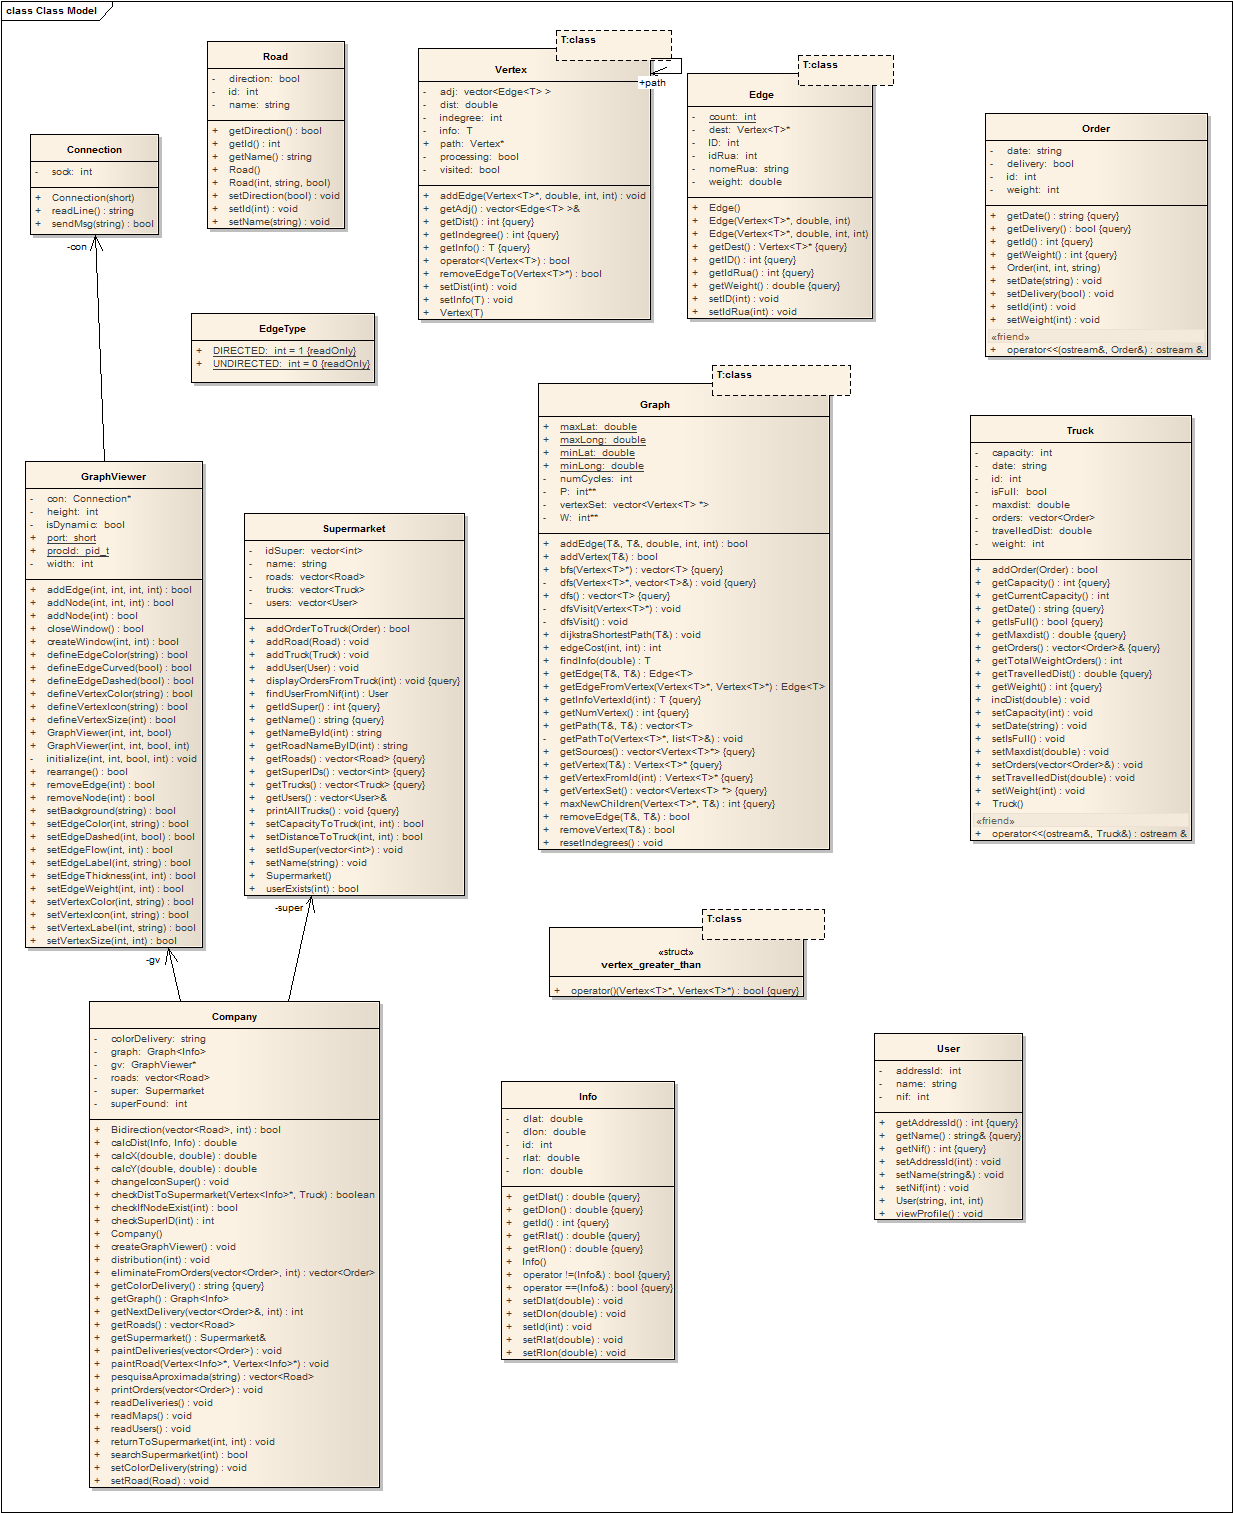 class Class Model
Road
- direction: bool
- id: int
- name: string
+ getDirection() : bool
+ getId() : int
+ getName() : string
+ Road()
+ Road(int, string, bool)
+ setDirection(bool) : void
+ setId(int) : void
+ setName(string) : void
T:class
Vertex
- adj: vector<Edge<T> >
- dist: double
- indegree: int
- info: T
+ path: Vertex*
- processing: bool
- visited: bool
+ addEdge(Vertex<T>*, double, int, int) : void
+ getAdj() : vector<Edge<T> >&
+ getDist() : int {query}
+ getIndegree() : int {query}
+ getInfo() : T {query}
+ operator<(Vertex<T>) : bool
+ removeEdgeTo(Vertex<T>*) : bool
+ setDist(int) : void
+ setInfo(T) : void
+ Vertex(T)
+path
T:class
Edge
- count: int
- dest: Vertex<T>*
- ID: int
- idRua: int
- nomeRua: string
- weight: double
+ Edge()
+ Edge(Vertex<T>*, double, int)
+ Edge(Vertex<T>*, double, int, int)
+ getDest() : Vertex<T>* {query}
+ getID() : int {query}
+ getIdRua() : int {query}
+ getWeight() : double {query}
+ setID(int) : void
+ setIdRua(int) : void
Order
- date: string
- delivery: bool
- id: int
- weight: int
+ getDate() : string {query}
+ getDelivery() : bool {query}
+ getId() : int {query}
+ getWeight() : int {query}
+ Order(int, int, string)
+ setDate(string) : void
+ setDelivery(bool) : void
+ setId(int) : void
+ setWeight(int) : void
«friend»
+ operator<<(ostream&, Order&) : ostream &
Connection
- sock: int
+ Connection(short)
+ readLine() : string
+ sendMsg(string) : bool
-con
EdgeType
+ DIRECTED: int = 1 {readOnly}
+ UNDIRECTED: int = 0 {readOnly}
T:class
Graph
+ maxLat: double
+ maxLong: double
+ minLat: double
+ minLong: double
- numCycles: int
- P: int**
- vertexSet: vector<Vertex<T> *>
- W: int**
+ addEdge(T&, T&, double, int, int) : bool
+ addVertex(T&) : bool
+ bfs(Vertex<T>*) : vector<T> {query}
- dfs(Vertex<T>*, vector<T>&) : void {query}
+ dfs() : vector<T> {query}
- dfsVisit(Vertex<T>*) : void
- dfsVisit() : void
+ dijkstraShortestPath(T&) : void
+ edgeCost(int, int) : int
+ findInfo(double) : T
+ getEdge(T&, T&) : Edge<T>
+ getEdgeFromVertex(Vertex<T>*, Vertex<T>*) : Edge<T>
+ getInfoVertexId(int) : T {query}
+ getNumVertex() : int {query}
+ getPath(T&, T&) : vector<T>
- getPathTo(Vertex<T>*, list<T>&) : void
+ getSources() : vector<Vertex<T>*> {query}
+ getVertex(T&) : Vertex<T>* {query}
+ getVertexFromId(int) : Vertex<T>* {query}
+ getVertexSet() : vector<Vertex<T> *> {query}
+ maxNewChildren(Vertex<T>*, T&) : int {query}
+ removeEdge(T&, T&) : bool
+ removeVertex(T&) : bool
+ resetIndegrees() : void
Truck
- capacity: int
- date: string
- id: int
- isFull: bool
- maxdist: double
- orders: vector<Order>
- travelledDist: double
- weight: int
+ addOrder(Order) : bool
+ getCapacity() : int {query}
+ getCurrentCapacity() : int
+ getDate() : string {query}
+ getIsFull() : bool {query}
+ getMaxdist() : double {query}
+ getOrders() : vector<Order>& {query}
+ getTotalWeightOrders() : int
+ getTravelledDist() : double {query}
+ getWeight() : int {query}
+ incDist(double) : void
+ setCapacity(int) : void
+ setDate(string) : void
+ setIsFull() : void
+ setMaxdist(double) : void
+ setOrders(vector<Order>&) : void
+ setTravelledDist(double) : void
+ setWeight(int) : void
+ Truck()
«friend»
+ operator<<(ostream&, Truck&) : ostream &
GraphViewer
- con: Connection*
- height: int
- isDynamic: bool
- port: short
- procId: pid_t
- width: int
+ addEdge(int, int, int, int) : bool
+ addNode(int, int, int) : bool
+ addNode(int) : bool
+ closeWindow() : bool
+ createWindow(int, int) : bool
+ defineEdgeColor(string) : bool
+ defineEdgeCurved(bool) : bool
+ defineEdgeDashed(bool) : bool
+ defineVertexColor(string) : bool
+ defineVertexIcon(string) : bool
+ defineVertexSize(int) : bool
+ GraphViewer(int, int, bool)
+ GraphViewer(int, int, bool, int)
- initialize(int, int, bool, int) : void
+ rearrange() : bool
+ removeEdge(int) : bool
+ removeNode(int) : bool
+ setBackground(string) : bool
+ setEdgeColor(int, string) : bool
+ setEdgeDashed(int, bool) : bool
+ setEdgeFlow(int, int) : bool
+ setEdgeLabel(int, string) : bool
+ setEdgeThickness(int, int) : bool
+ setEdgeWeight(int, int) : bool
+ setVertexColor(int, string) : bool
+ setVertexIcon(int, string) : bool
+ setVertexLabel(int, string) : bool
+ setVertexSize(int, int) : bool
-gv
Supermarket
- idSuper: vector<int>
- name: string
- roads: vector<Road>
- trucks: vector<Truck>
- users: vector<User>
+ addOrderToTruck(Order) : bool
+ addRoad(Road) : void
+ addTruck(Truck) : void
+ addUser(User) : void
+ displayOrdersFromTruck(int) : void {query}
+ findUserFromNif(int) : User
+ getIdSuper() : int {query}
+ getName() : string {query}
+ getNameById(int) : string
+ getRoadNameByID(int) : string
+ getRoads() : vector<Road> {query}
+ getSuperIDs() : vector<int> {query}
+ getTrucks() : vector<Truck> {query}
+ getUsers() : vector<User>&
+ printAllTrucks() : void {query}
+ setCapacityToTruck(int, int) : bool
+ setDistanceToTruck(int, int) : bool
+ setIdSuper(vector<int>) : void
+ setName(string) : void
+ Supermarket()
+ userExists(int) : bool
-super
T:class
«struct»
vertex_greater_than
+ operator()(Vertex<T>*, Vertex<T>*) : bool {query}
Company
- colorDelivery: string
- graph: Graph<Info>
- gv: GraphViewer*
- roads: vector<Road>
- super: Supermarket
- superFound: int
+ Bidirection(vector<Road>, int) : bool
+ calcDist(Info, Info) : double
+ calcX(double, double) : double
+ calcY(double, double) : double
+ changeIconSuper() : void
+ checkDistToSupermarket(Vertex<Info>*, Truck) : boolean
+ checkIfNodeExist(int) : bool
+ checkSuperID(int) : int
+ Company()
+ createGraphViewer() : void
+ distribution(int) : void
+ eliminateFromOrders(vector<Order>, int) : vector<Order>
+ getColorDelivery() : string {query}
+ getGraph() : Graph<Info>
+ getNextDelivery(vector<Order>&, int) : int
+ getRoads() : vector<Road>
+ getSupermarket() : Supermarket&
+ paintDeliveries(vector<Order>) : void
+ paintRoad(Vertex<Info>*, Vertex<Info>*) : void
+ pesquisaAproximada(string) : vector<Road>
+ printOrders(vector<Order>) : void
+ readDeliveries() : void
+ readMaps() : void
+ readUsers() : void
+ returnToSupermarket(int, int) : void
+ searchSupermarket(int) : bool
+ setColorDelivery(string) : void
+ setRoad(Road) : void
Info
- dlat: double
- dlon: double
- id: int
- rlat: double
- rlon: double
+ getDlat() : double {query}
+ getDlon() : double {query}
+ getId() : int {query}
+ getRlat() : double {query}
+ getRlon() : double {query}
+ Info()
+ operator !=(Info&) : bool {query}
+ operator ==(Info&) : bool {query}
+ setDlat(double) : void
+ setDlon(double) : void
+ setId(int) : void
+ setRlat(double) : void
+ setRlon(double) : void
User
- addressId: int
- name: string
- nif: int
+ getAddressId() : int {query}
+ getName() : string& {query}
+ getNif() : int {query}
+ setAddressId(int) : void
+ setName(string&) : void
+ setNif(int) : void
+ User(string, int, int)
+ viewProfile() : void